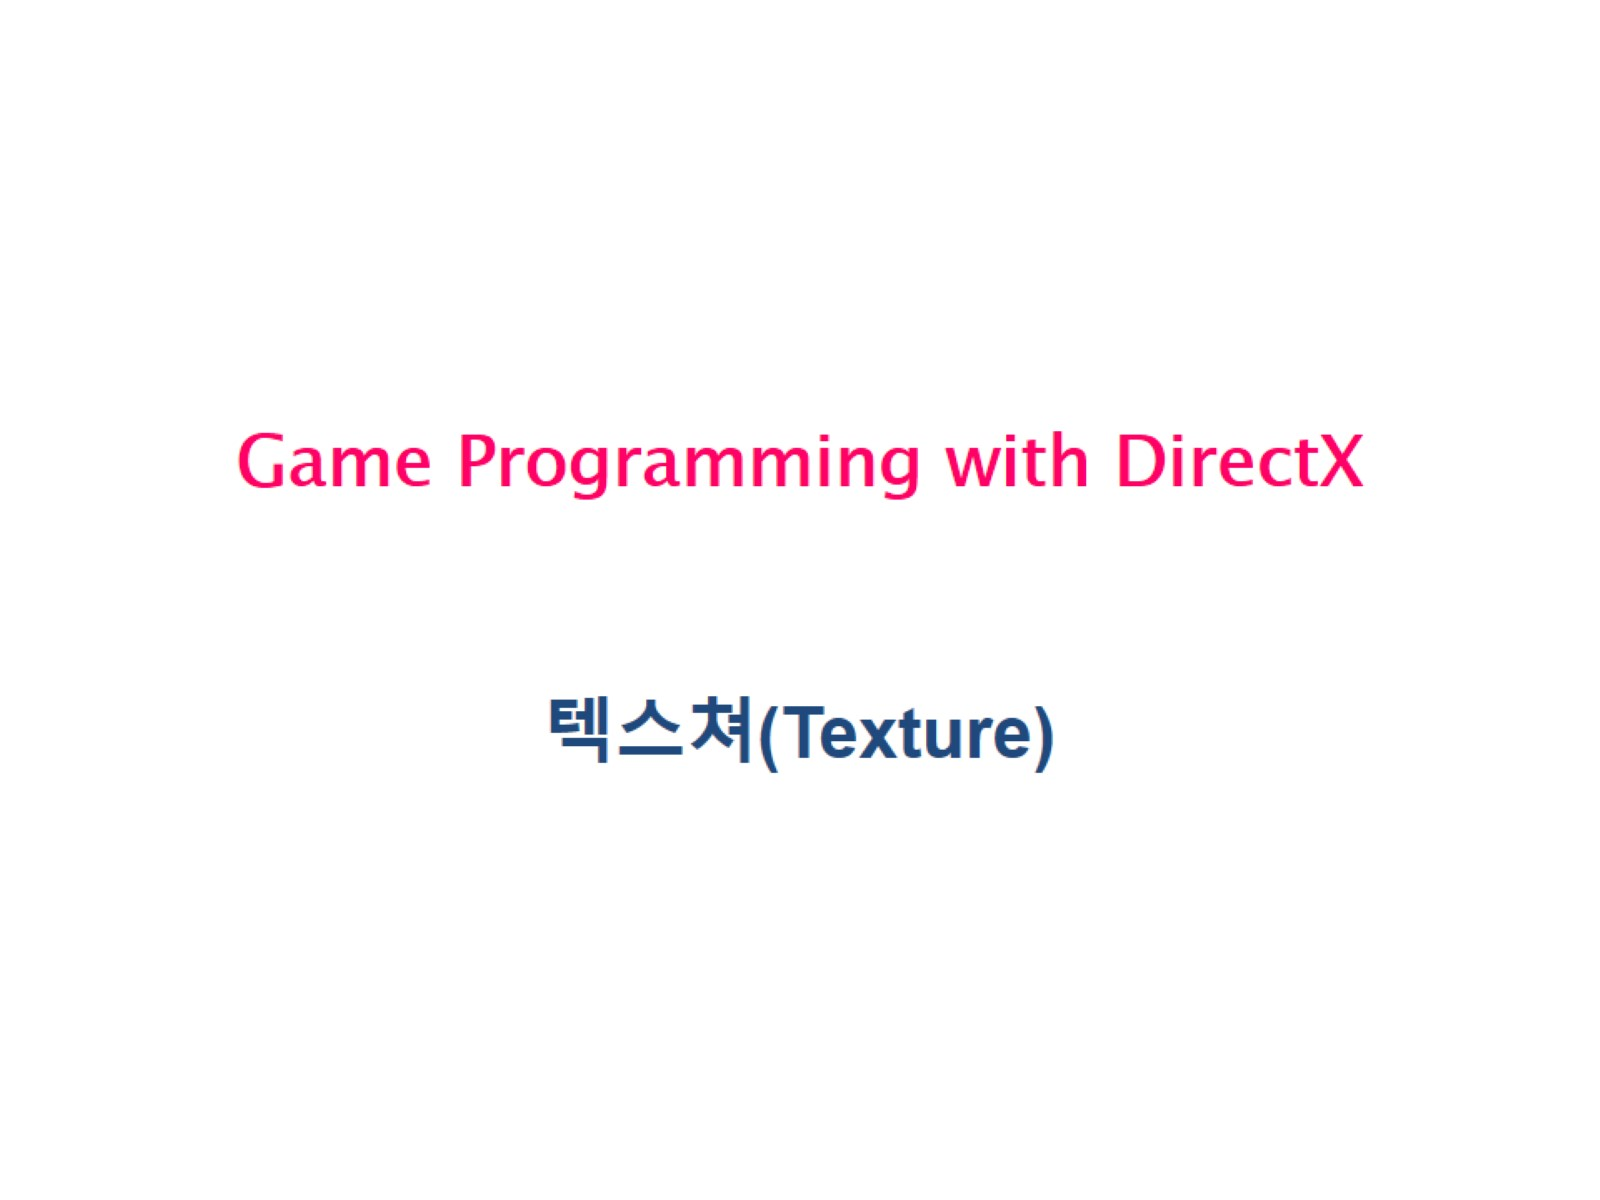 Game Programming with DirectX
텍스쳐(Texture)